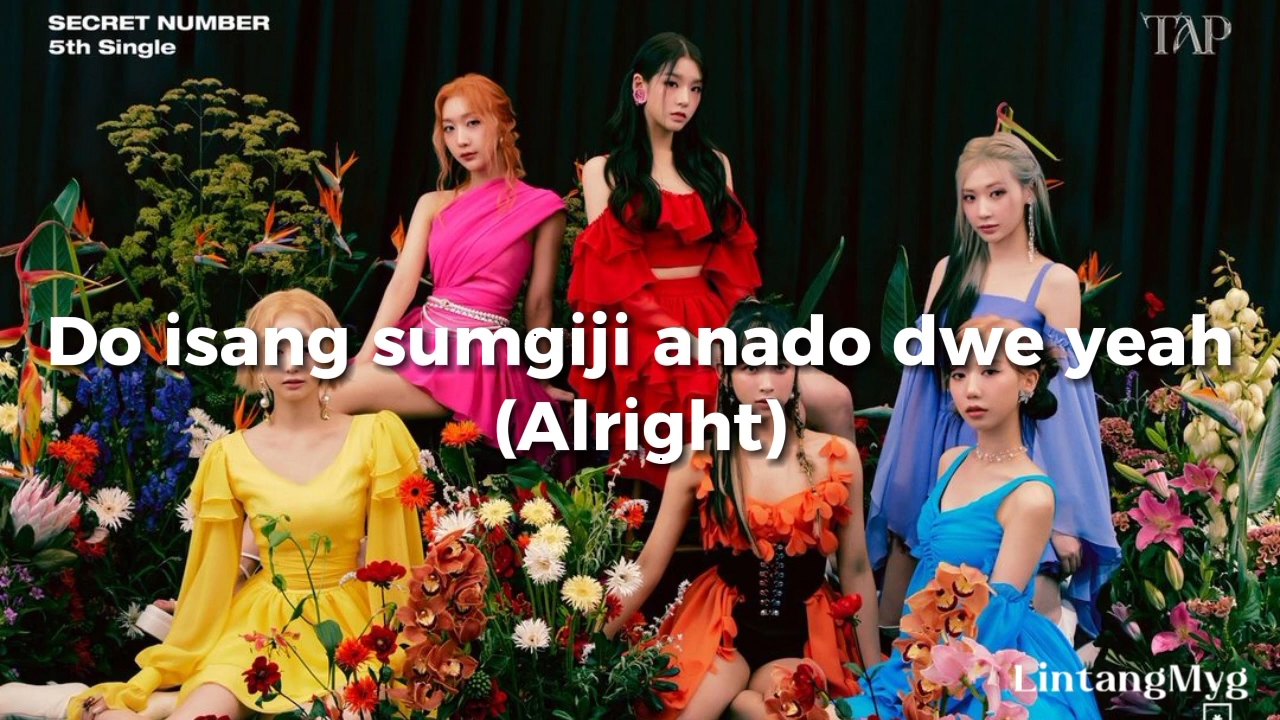 SECRET NUMBER
5th Single
TAP
Do isang sumgiji anado dwe yeah
(Alright)
LintangMyg